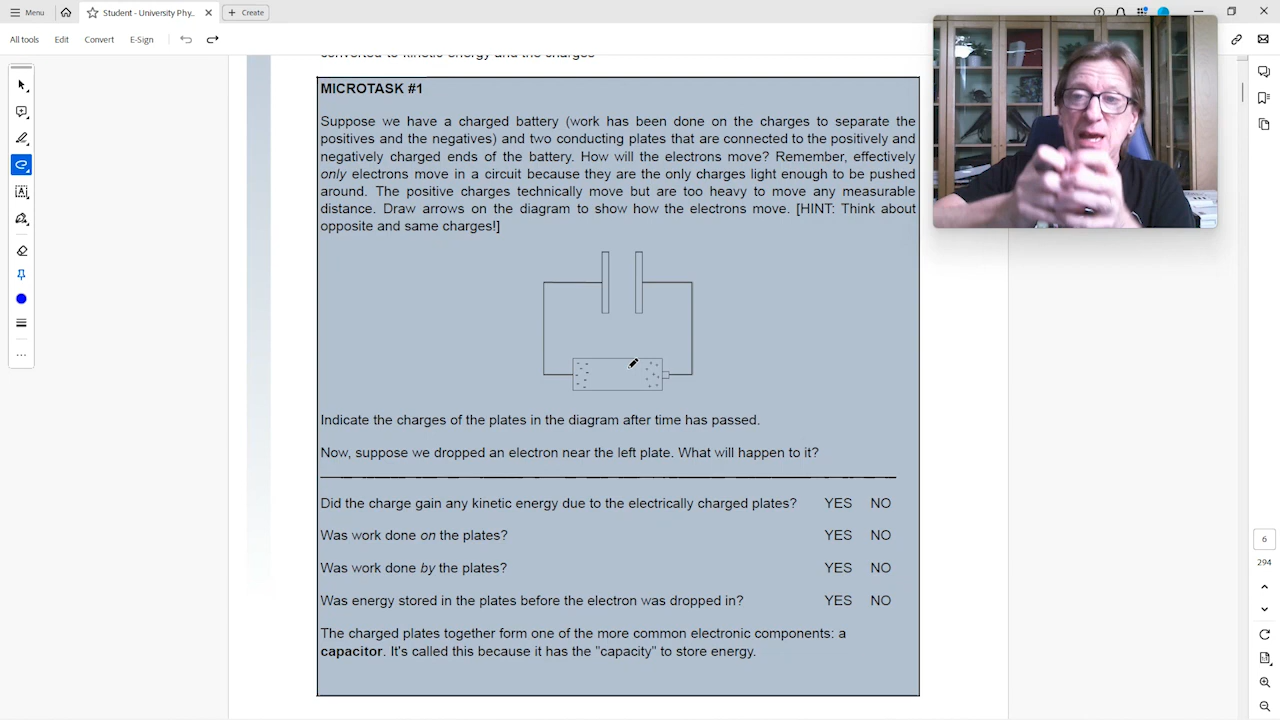 Menu
Student - University Phy...
Create
All tools
Edit
Convert
E-Sign
converted to kinetic energy and the charges
MICROTASK #1
Suppose we have a charged battery (work has been done on the charges to separate the
positives and the negatives) and two conducting plates that are connected to the positively and
negatively charged ends of the battery. How will the electrons move? Remember, effectively
only electrons move in a circuit because they are the only charges light enough to be pushed
around. The positive charges technically move but are too heavy to move any measurable
distance. Draw arrows on the diagram to show how the electrons move. [HINT: Think about
opposite and same charges!]
Indicate the charges of the plates in the diagram after time has passed.
Now, suppose we dropped an electron near the left plate. What will happen to it?
Did the charge gain any kinetic energy due to the electrically charged plates? YES NO
Was work done on the plates? YES NO
Was work done by the plates? YES NO
Was energy stored in the plates before the electron was dropped in? YES NO
The charged plates together form one of the more common electronic components: a
capacitor. It's called this because it has the "capacity" to store energy.
6
294